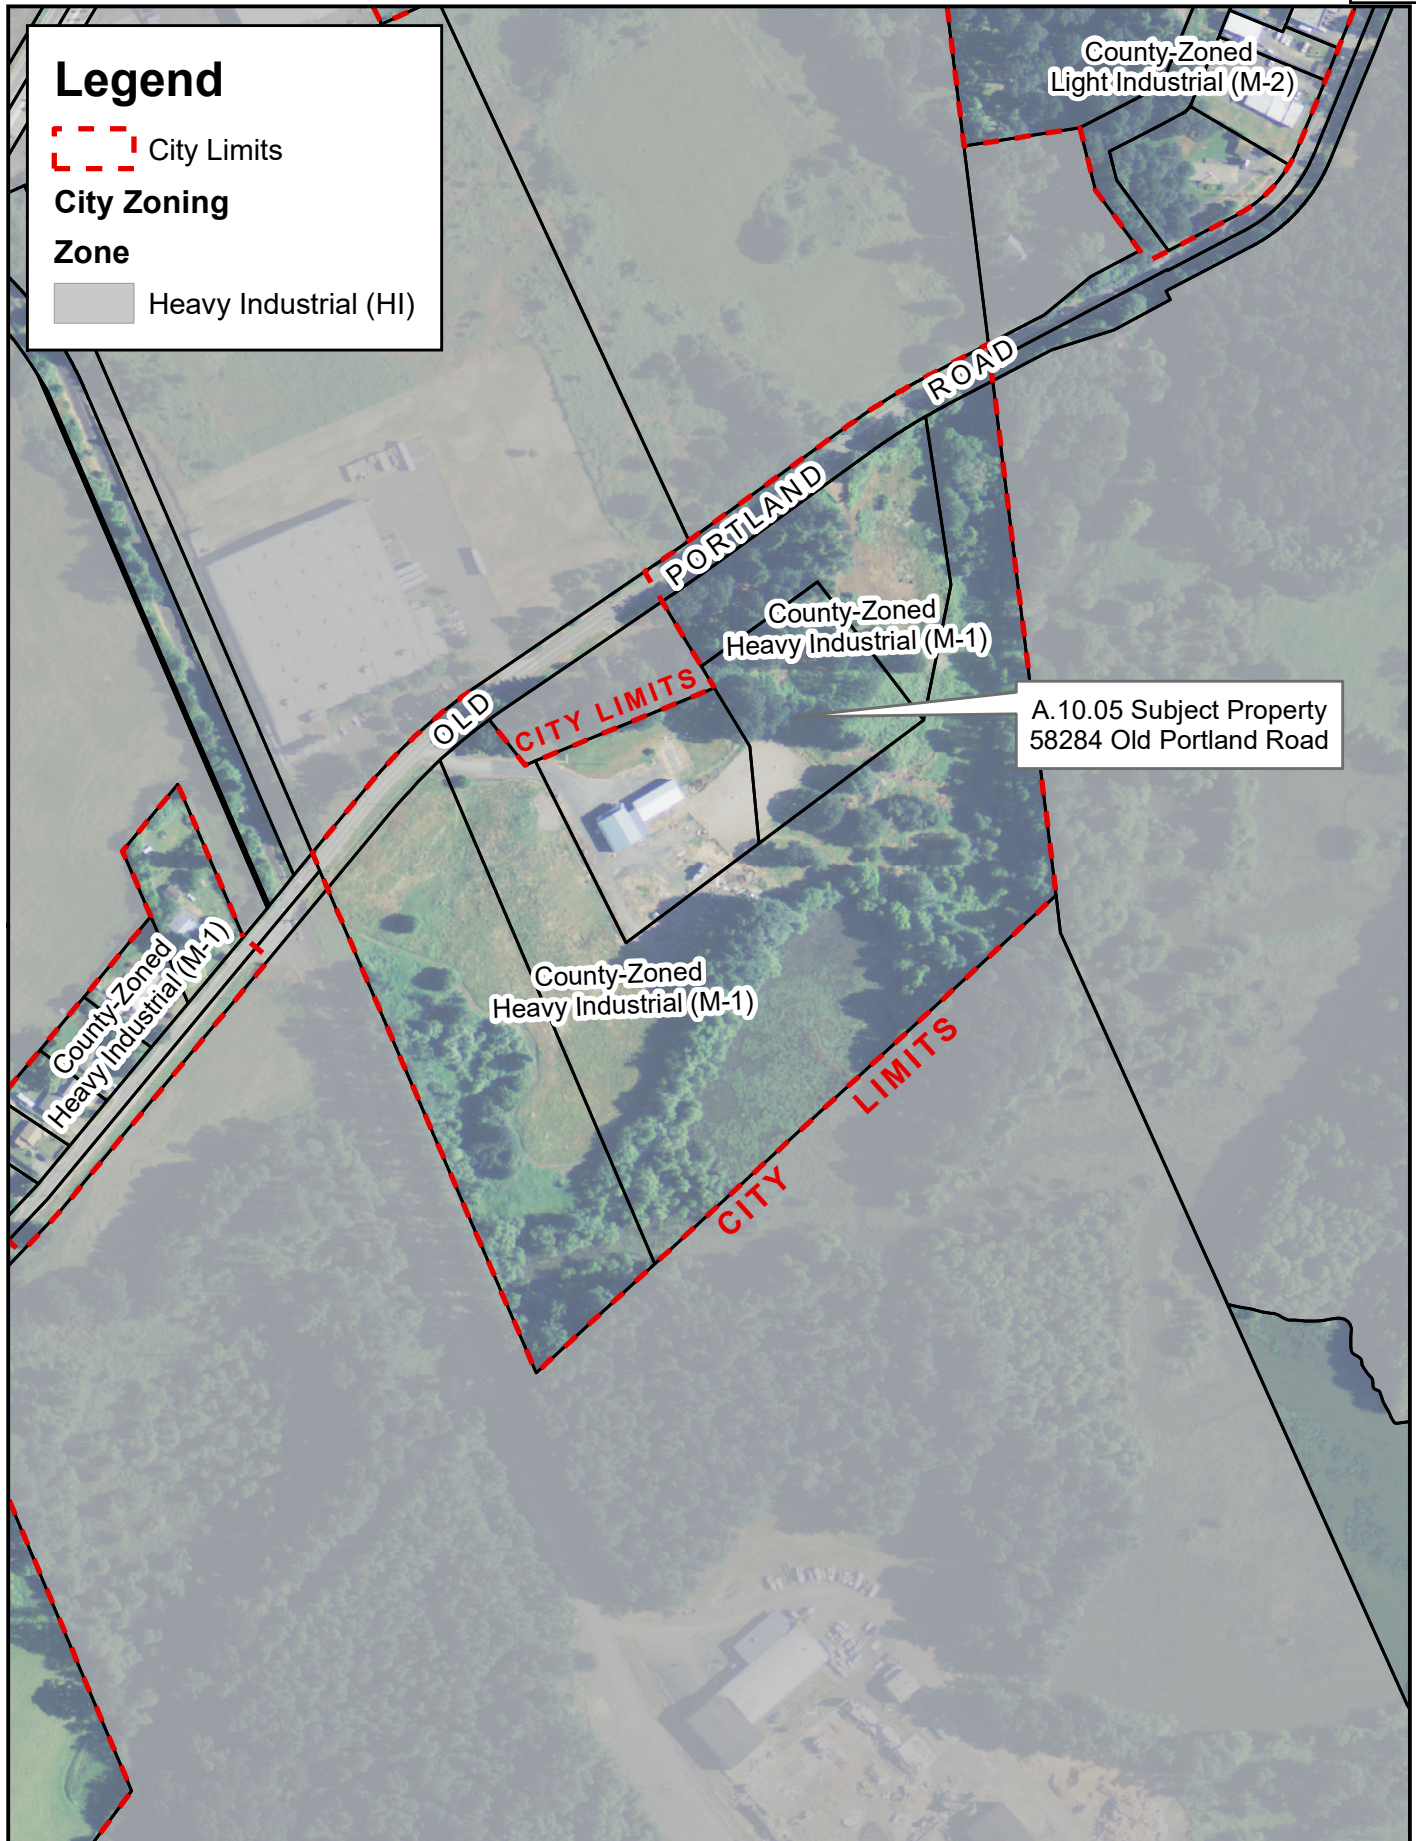 Legend
City Limits
City Zoning
Zone
Heavy Industrial (HI)
County-Zoned
Light Industrial (M-2)
ROAD
PORTLAND
OLD
County-Zoned
Heavy Industrial (M-1)
CITY LIMITS
A.10.05 Subject Property
58284 Old Portland Road
County-Zoned
Heavy Industrial (M-1)
County-Zoned
Heavy Industrial (M-1)
CITY LIMITS